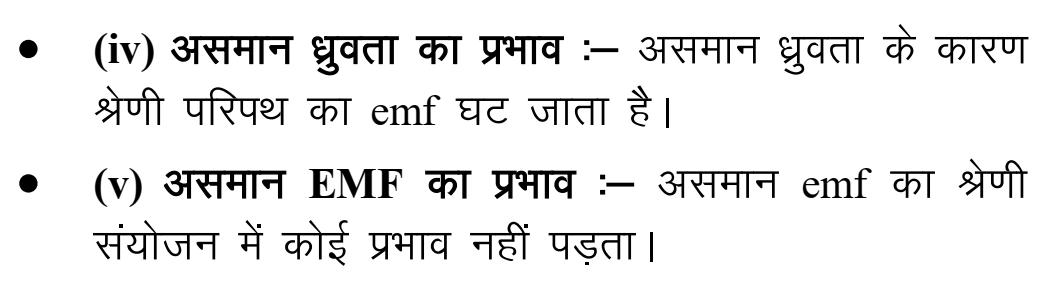 ● (iv) असमान ध्रुवता का प्रभाव :– असमान ध्रुवता के कारण
श्रेणी परिपथ का emf घट जाता है।
● (v) असमान EMF का प्रभाव :– असमान emf का श्रेणी
संयोजन में कोई प्रभाव नहीं पड़ता।